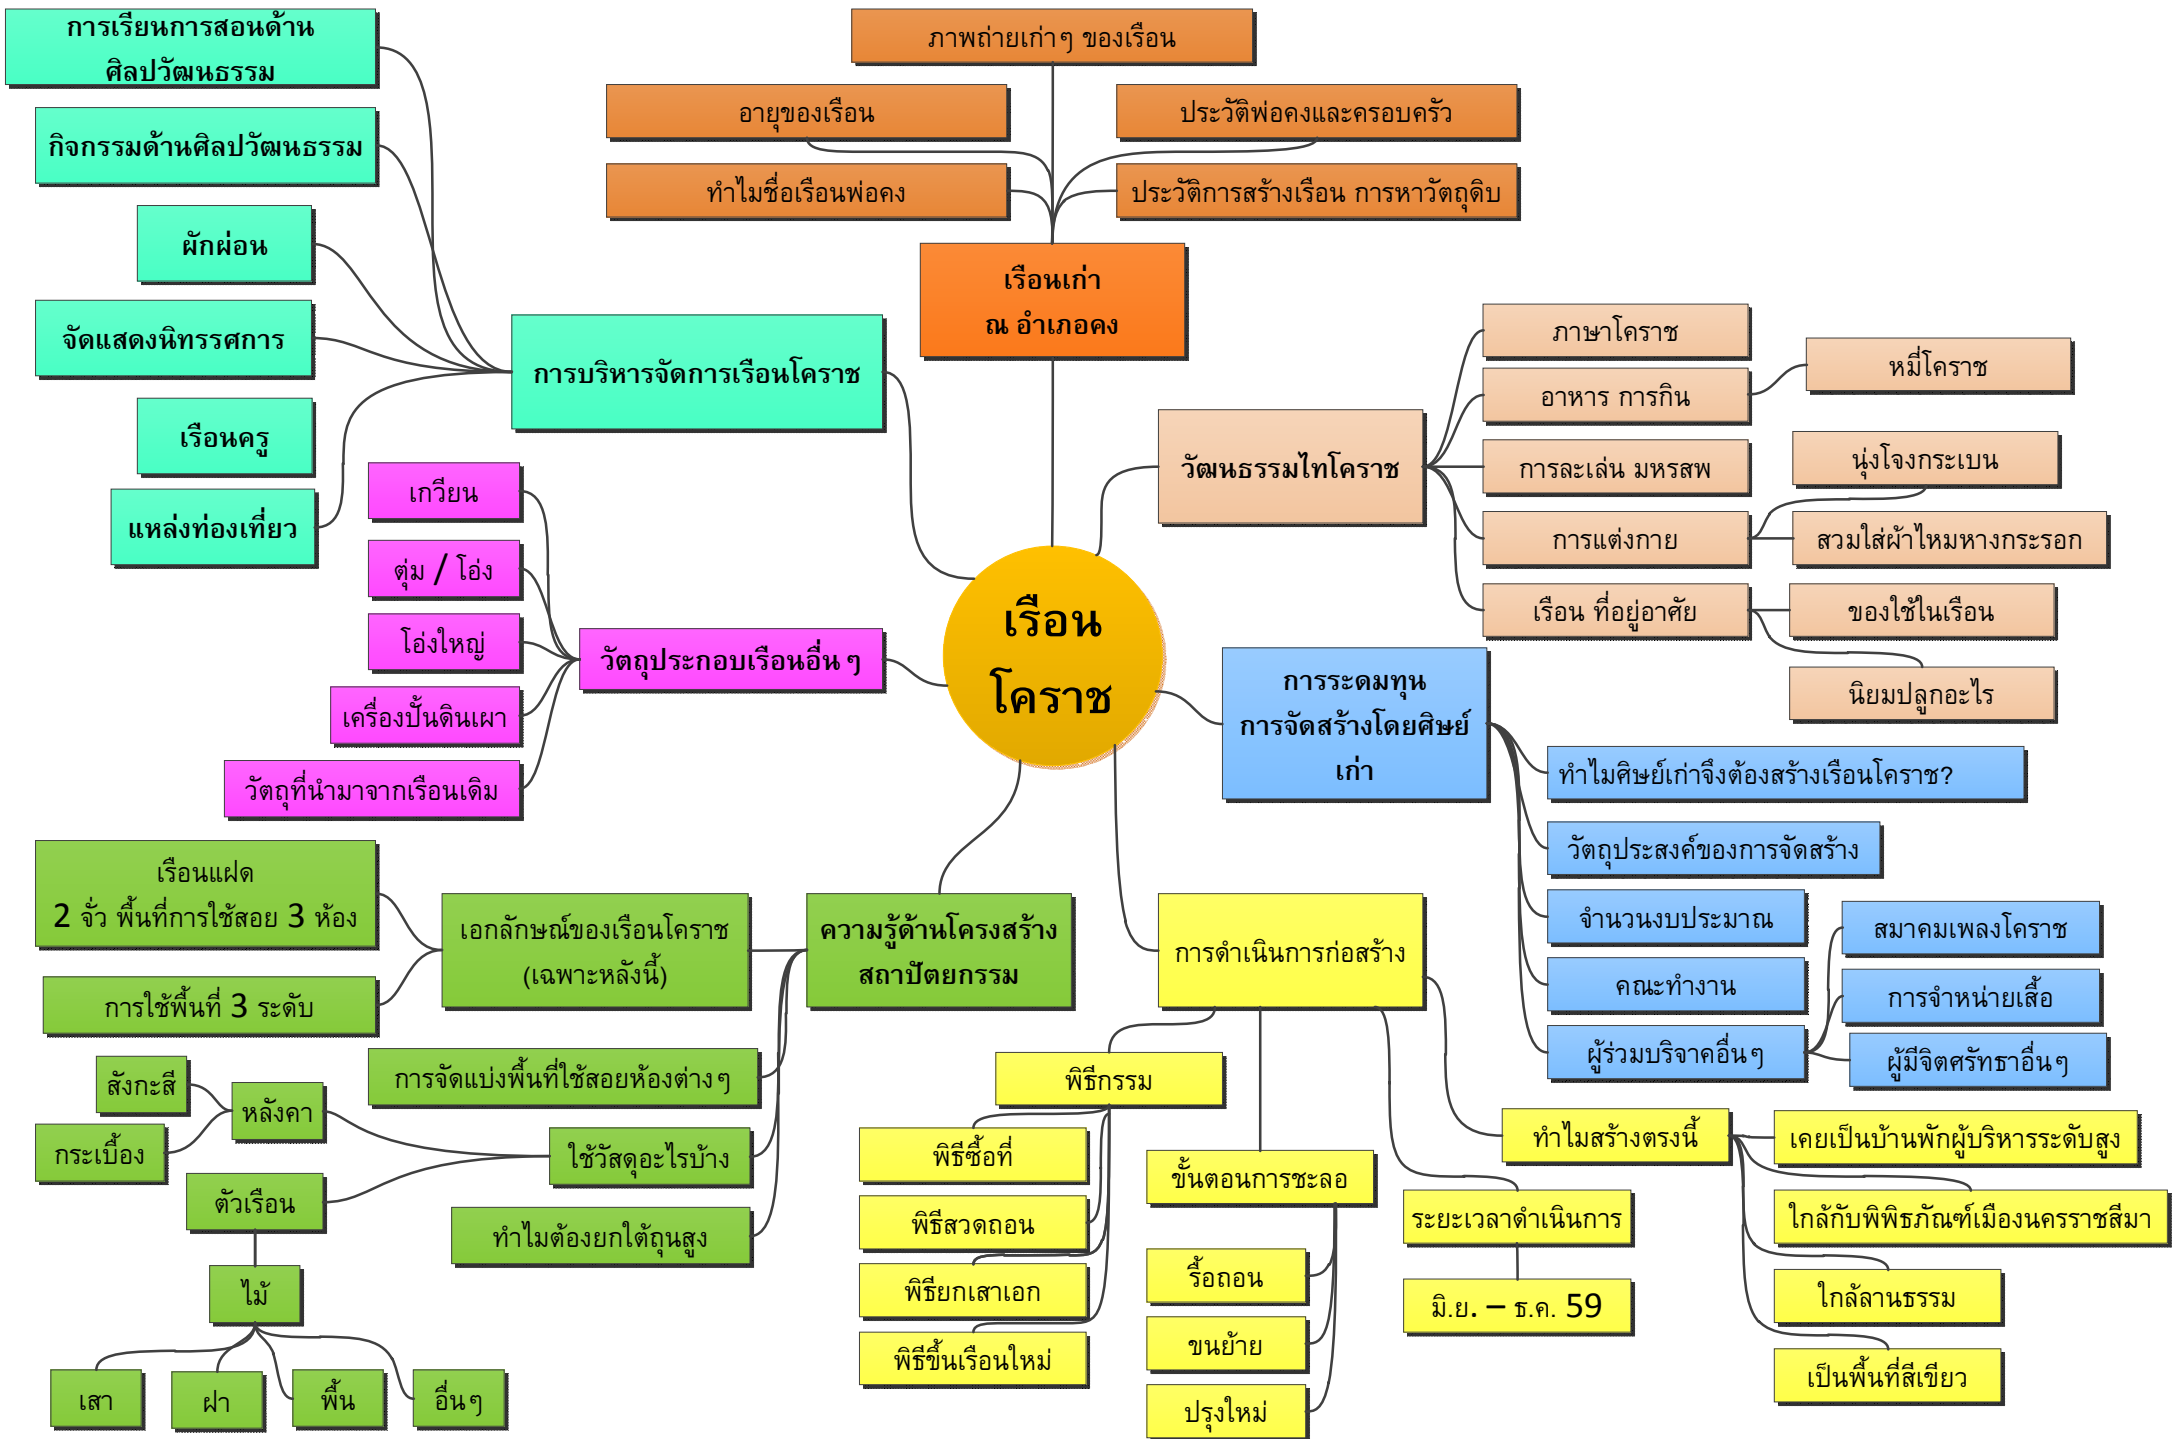 การเรียนการสอนด้าน
ศิลปวัฒนธรรม
กิจกรรมด้านศิลปวัฒนธรรม
ผักผ่อน
จัดแสดงนิทรรศการ
เรือนครู
แหล่งท่องเที่ยว
การบริหารจัดการเรือนโคราช
ภาพถ่ายเก่าๆ ของเรือน
อายุของเรือน
ประวัติพ่อคงและครอบครัว
ทำไมชื่อเรือนพ่อคง
ประวัติการสร้างเรือน การหาวัตถุดิบ
เรือนเก่า
ณ อำเภอคง
วัฒนธรรมไทโคราช
ภาษาโคราช
อาหาร การกิน
หมี่โคราช
การละเล่น มหรสพ
นุ่งโจงกระเบน
การแต่งกาย
สวมใส่ผ้าไหมหางกระรอก
เรือน ที่อยู่อาศัย
ของใช้ในเรือน
นิยมปลูกอะไร
เกวียน
ตุ่ม / โอ่ง
โอ่งใหญ่
เครื่องปั้นดินเผา
วัตถุที่นำมาจากเรือนเดิม
วัตถุประกอบเรือนอื่นๆ
เรือน
โคราช
การระดมทุน
การจัดสร้างโดยศิษย์
เก่า
ทำไมศิษย์เก่าจึงต้องสร้างเรือนโคราช?
วัตถุประสงค์ของการจัดสร้าง
จำนวนงบประมาณ
คณะทำงาน
ผู้ร่วมบริจาคอื่นๆ
สมาคมเพลงโคราช
การจำหน่ายเสื้อ
ผู้มีจิตศรัทธาอื่นๆ
เรือนแฝด
2 จั่ว พื้นที่การใช้สอย 3 ห้อง
การใช้พื้นที่ 3 ระดับ
เอกลักษณ์ของเรือนโคราช
(เฉพาะหลังนี้)
ความรู้ด้านโครงสร้าง
สถาปัตยกรรม
การจัดแบ่งพื้นที่ใช้สอยห้องต่างๆ
สังกะสี
หลังคา
กระเบื้อง
ใช้วัสดุอะไรบ้าง
ตัวเรือน
ทำไมต้องยกใต้ถุนสูง
ไม้
เสา
ฝา
พื้น
อื่นๆ
การดำเนินการก่อสร้าง
พิธีกรรม
พิธีซื้อที่
พิธีสวดถอน
พิธียกเสาเอก
พิธีขึ้นเรือนใหม่
ขั้นตอนการชะลอ
รื้อถอน
ขนย้าย
ปรุงใหม่
ระยะเวลาดำเนินการ
มิ.ย. – ธ.ค. 59
ทำไมสร้างตรงนี้
เคยเป็นบ้านพักผู้บริหารระดับสูง
ใกล้กับพิพิธภัณฑ์เมืองนครราชสีมา
ใกล้ลานธรรม
เป็นพื้นที่สีเขียว